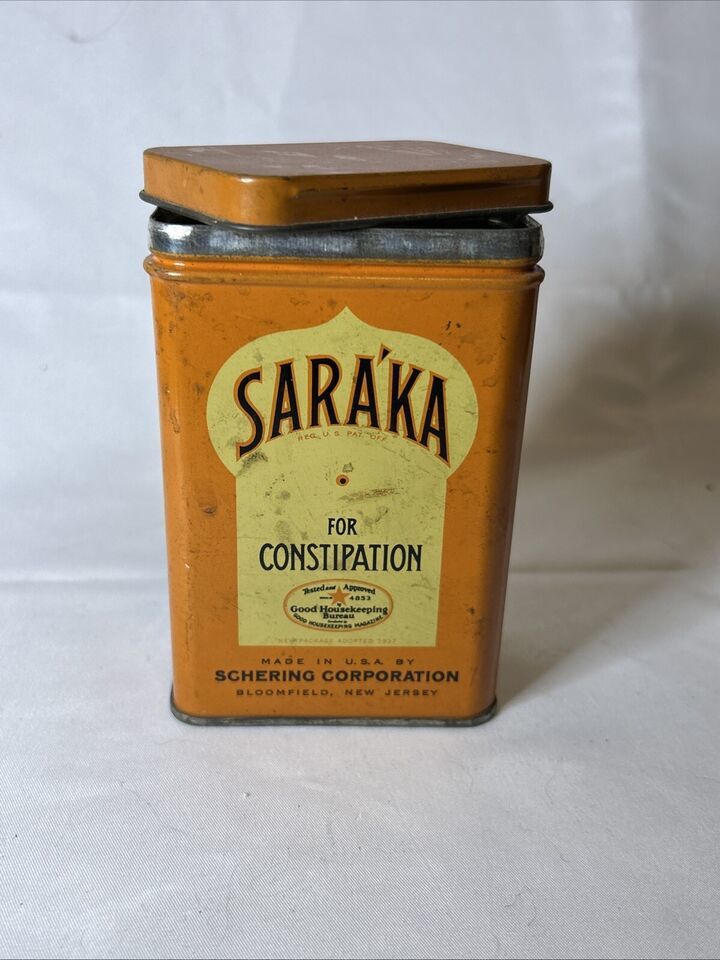 SARA'KA
REG. U.S. PAT. OFF.
FOR
CONSTIPATION
Tested and Approved
4853
Good Housekeeping
Bureau
GOOD HOUSEKEEPING MAGAZINE
NEW PACKAGE ADOPTED 1937
MADE IN U.S.A. BY
SCHERING CORPORATION
BLOOMFIELD, NEW JERSEY